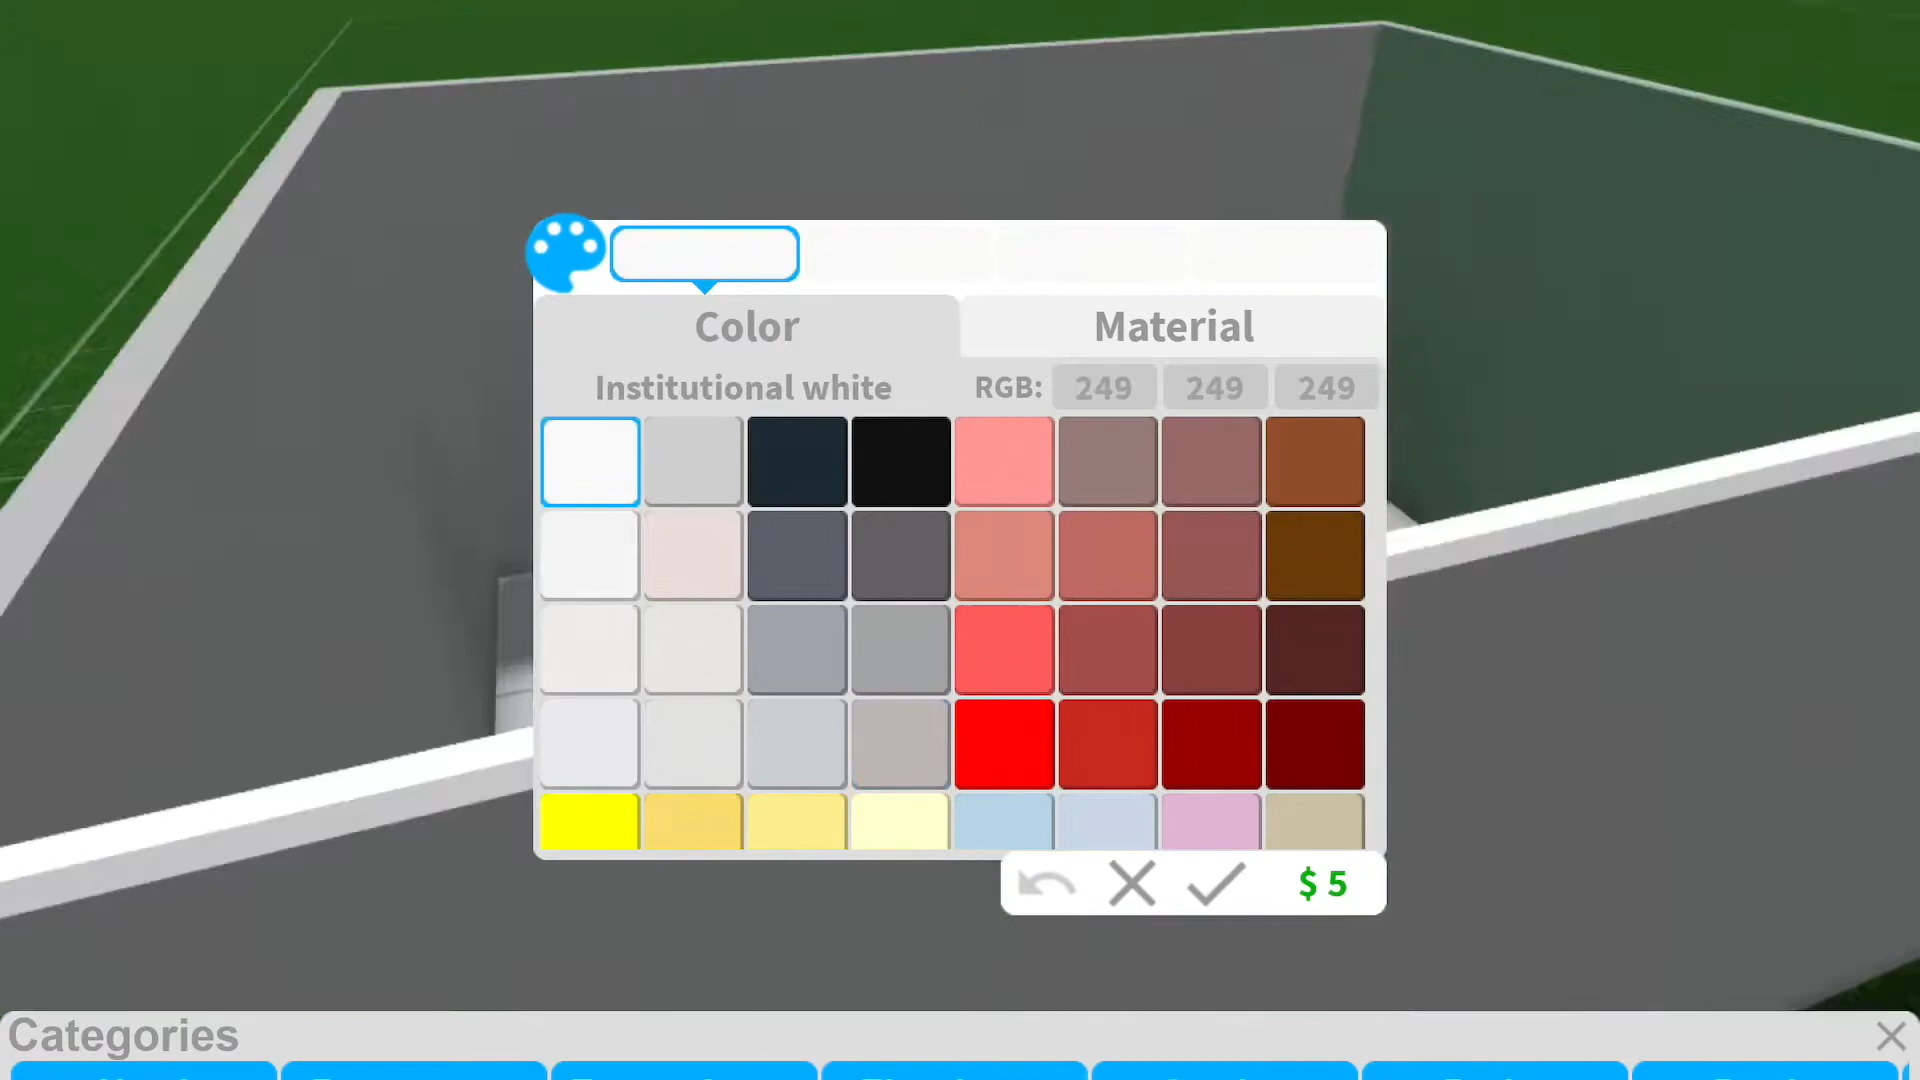 Color
Material
Institutional white
RGB: 249 249 249
$ 5
Categories